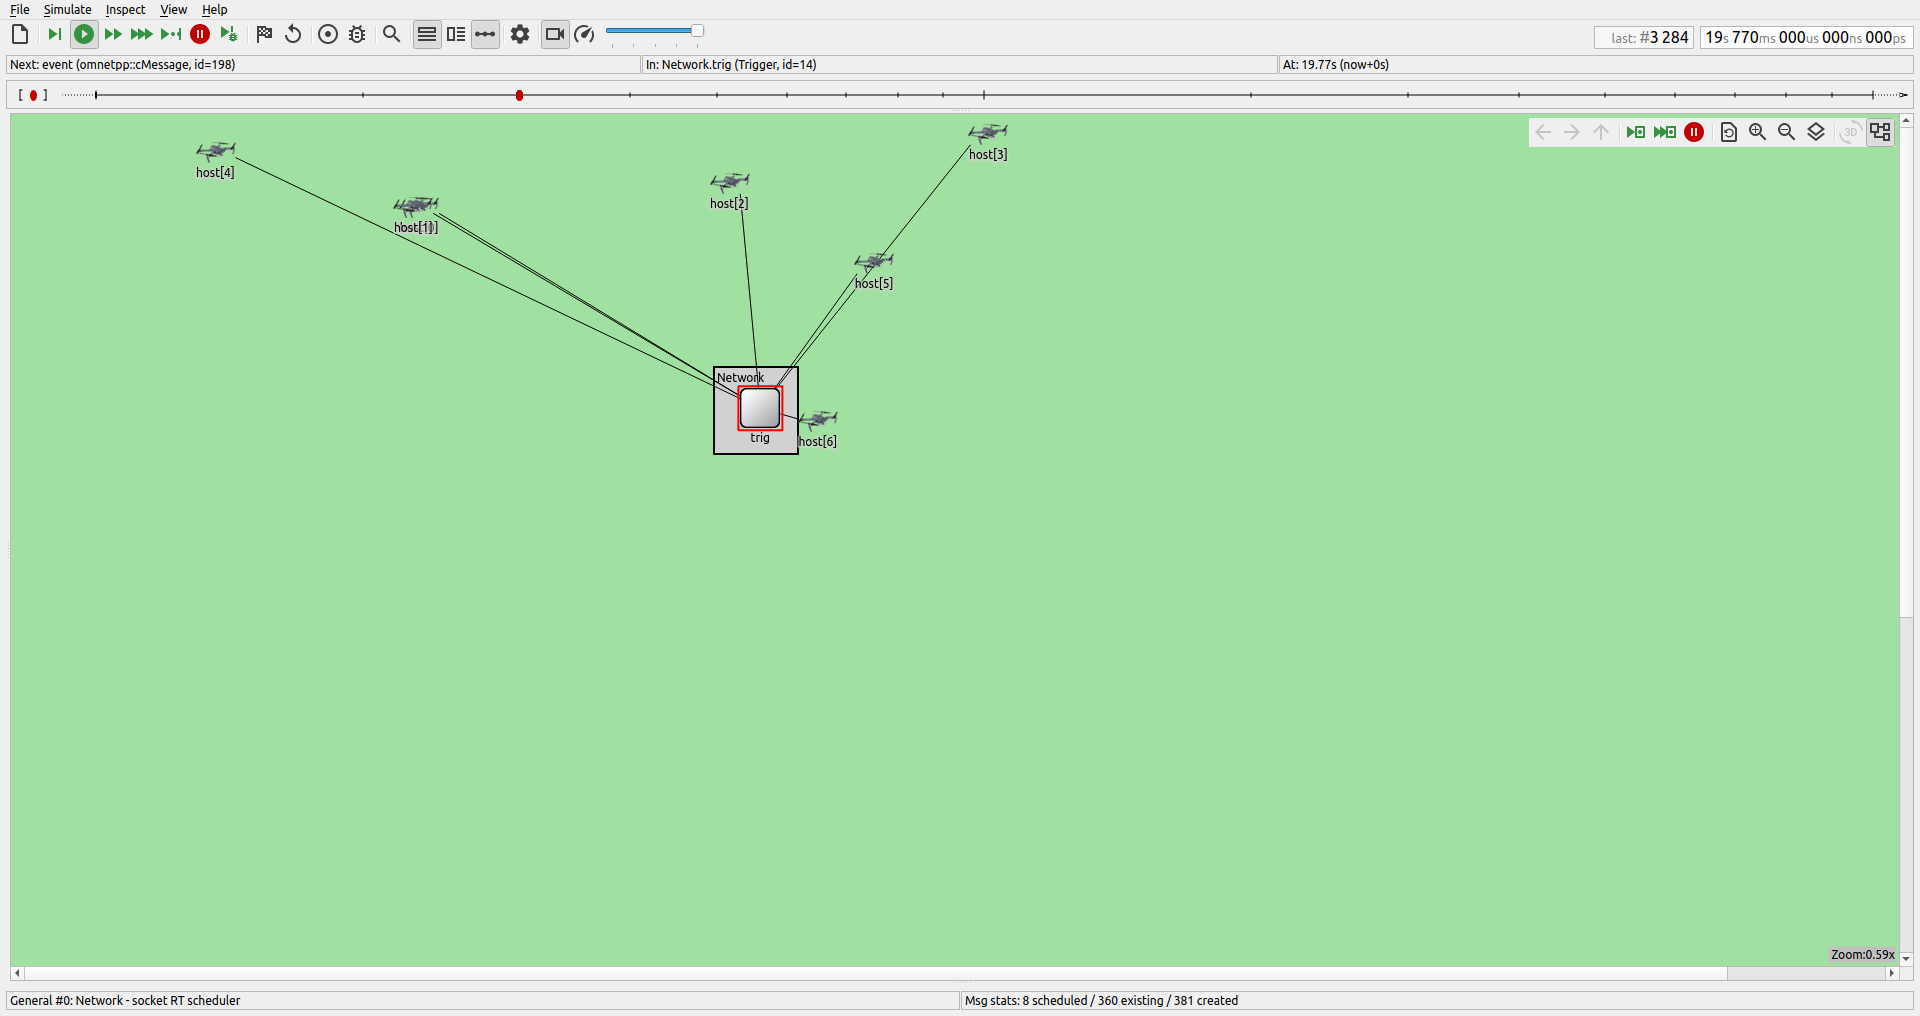 File Simulate Inspect View Help
last: #3 284 19s 770ms 000us 000ns 000ps
Next: event (omnetpp::cMessage, id=198) In: Network.trig (Trigger, id=14) At: 19.77s (now+0s)
host[3]
host[4]
host[2]
host[1]
host[5]
Network
trig
host[6]
3D
Zoom:0.59x
General #0: Network - socket RT scheduler Msg stats: 8 scheduled / 360 existing / 381 created